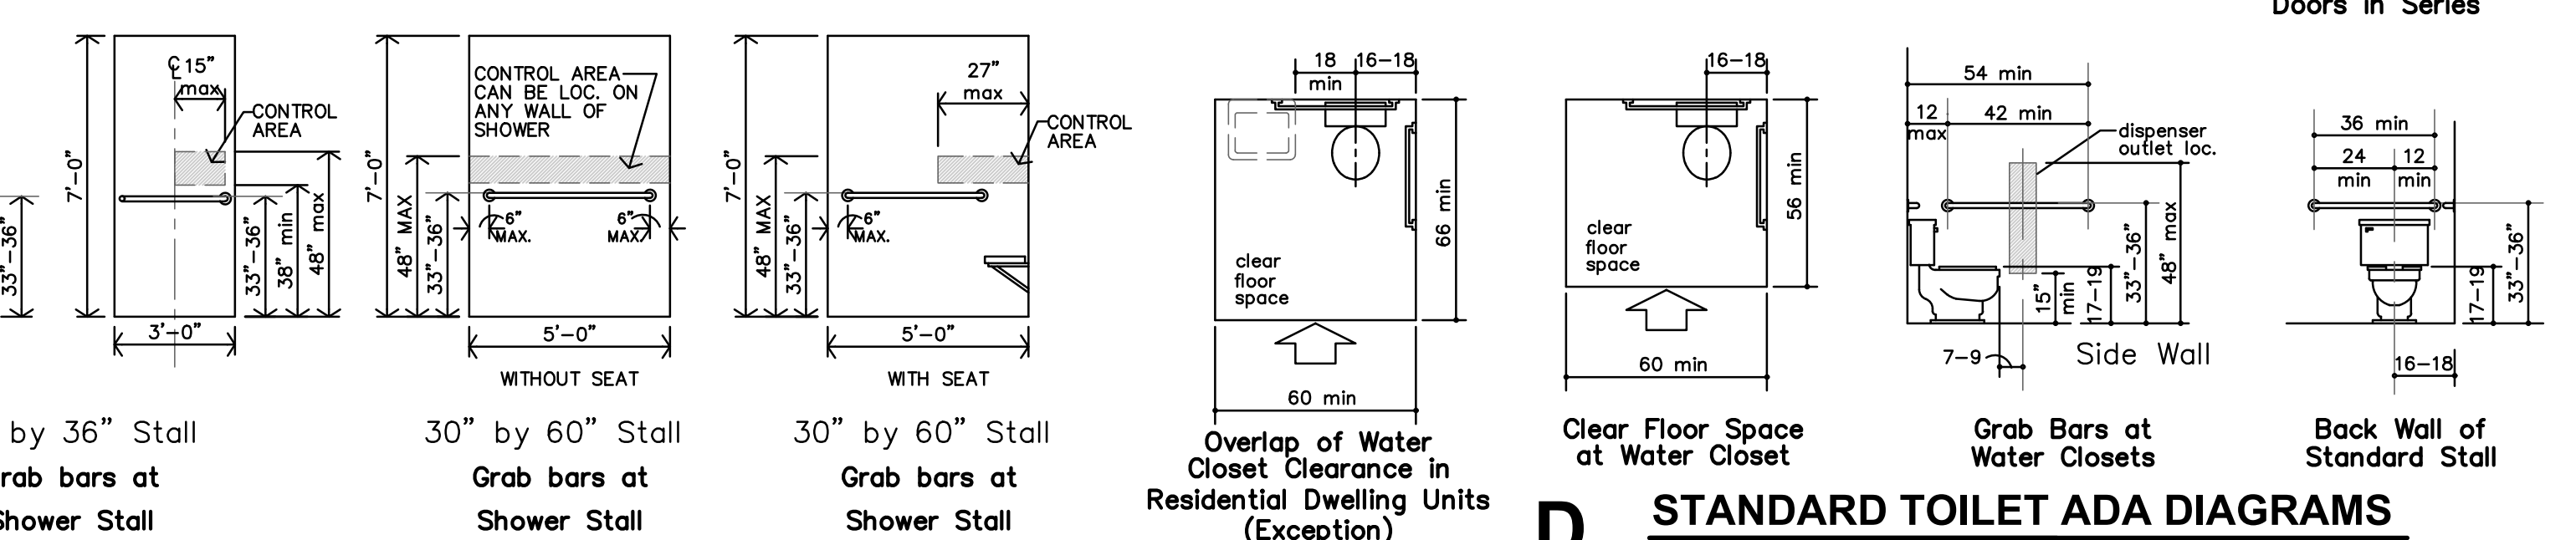 Doors in Series
33"-36"
7'-0"
℄ 15"
max
CONTROL
AREA
33"-36"
38" min
48" max
3'-0"
by 36" Stall
rab bars at
Shower Stall
7'-0"
48" MAX
33"-36"
CONTROL AREA
CAN BE LOC. ON
ANY WALL OF
SHOWER
6"
MAX.
6"
MAX.
5'-0"
WITHOUT SEAT
30" by 60" Stall
Grab bars at
Shower Stall
7'-0"
48" MAX
33"-36"
27"
max
CONTROL
AREA
6"
MAX.
5'-0"
WITH SEAT
30" by 60" Stall
Grab bars at
Shower Stall
18
min
16-18
66 min
clear
floor
space
60 min
Overlap of Water
Closet Clearance in
Residential Dwelling Units
(Exception)
16-18
56 min
clear
floor
space
60 min
Clear Floor Space
at Water Closet
54 min
12
max
42 min
dispenser
outlet loc.
15"
min
17-19
33"-36"
48" max
7-9
Side Wall
Grab Bars at
Water Closets
36 min
24
min
12
min
17-19
33"-36"
16-18
Back Wall of
Standard Stall
D
STANDARD TOILET ADA DIAGRAMS